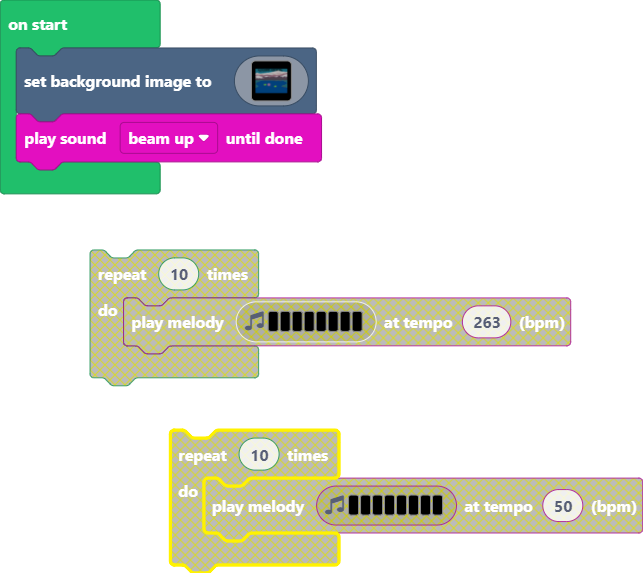 on start
set background image to
play sound beam up until done
repeat 10 times
do
play melody at tempo 263 (bpm)
repeat 10 times
do
play melody at tempo 50 (bpm)